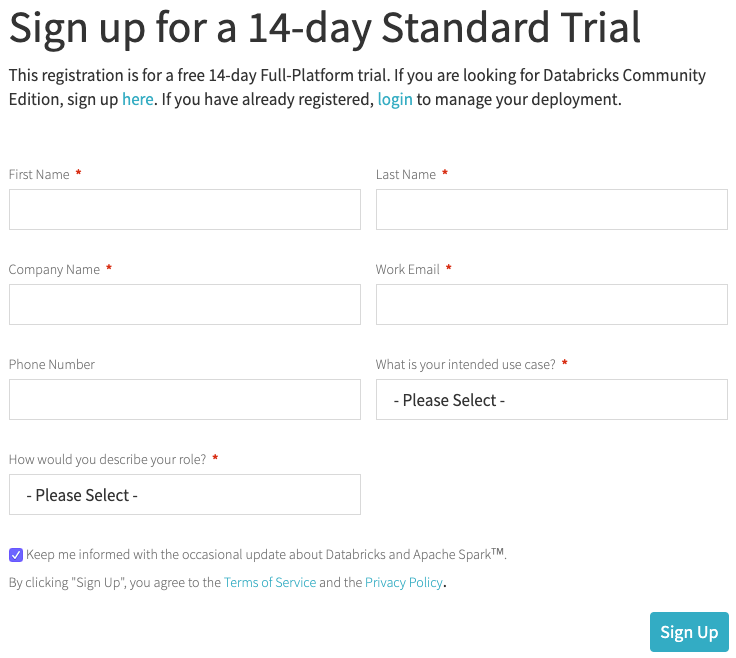 Sign up for a 14-day Standard Trial
This registration is for a free 14-day Full-Platform trial. If you are looking for Databricks Community
Edition, sign up here. If you have already registered, login to manage your deployment.
First Name *
Last Name *
Company Name *
Work Email *
Phone Number
What is your intended use case? *
- Please Select -
How would you describe your role? *
- Please Select -
Keep me informed with the occasional update about Databricks and Apache Spark™.
By clicking "Sign Up", you agree to the Terms of Service and the Privacy Policy.
Sign Up